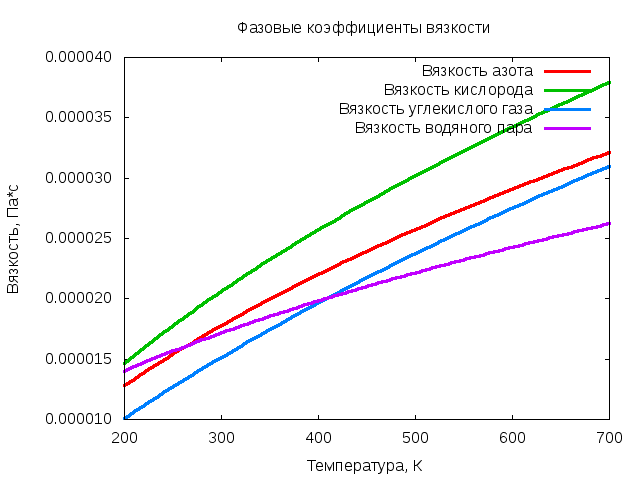 Фазовые коэффициенты вязкости
0.000040
0.000035
0.000030
0.000025
0.000020
0.000015
0.000010
Вязкость, Па*с
Вязкость азота
Вязкость кислорода
Вязкость углекислого газа
Вязкость водяного пара
200 300 400 500 600 700
Температура, К